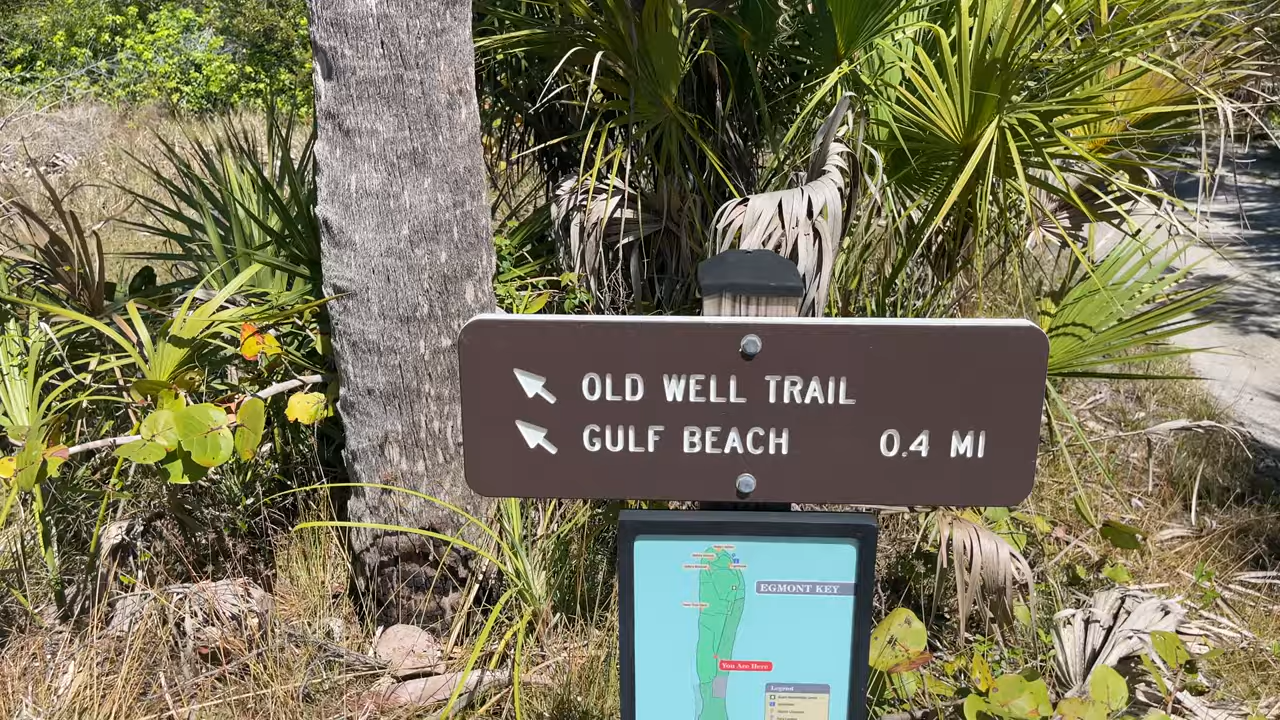 OLD WELL TRAIL
GULF BEACH 0.4 MI
EGMONT KEY
You Are Here
Legend